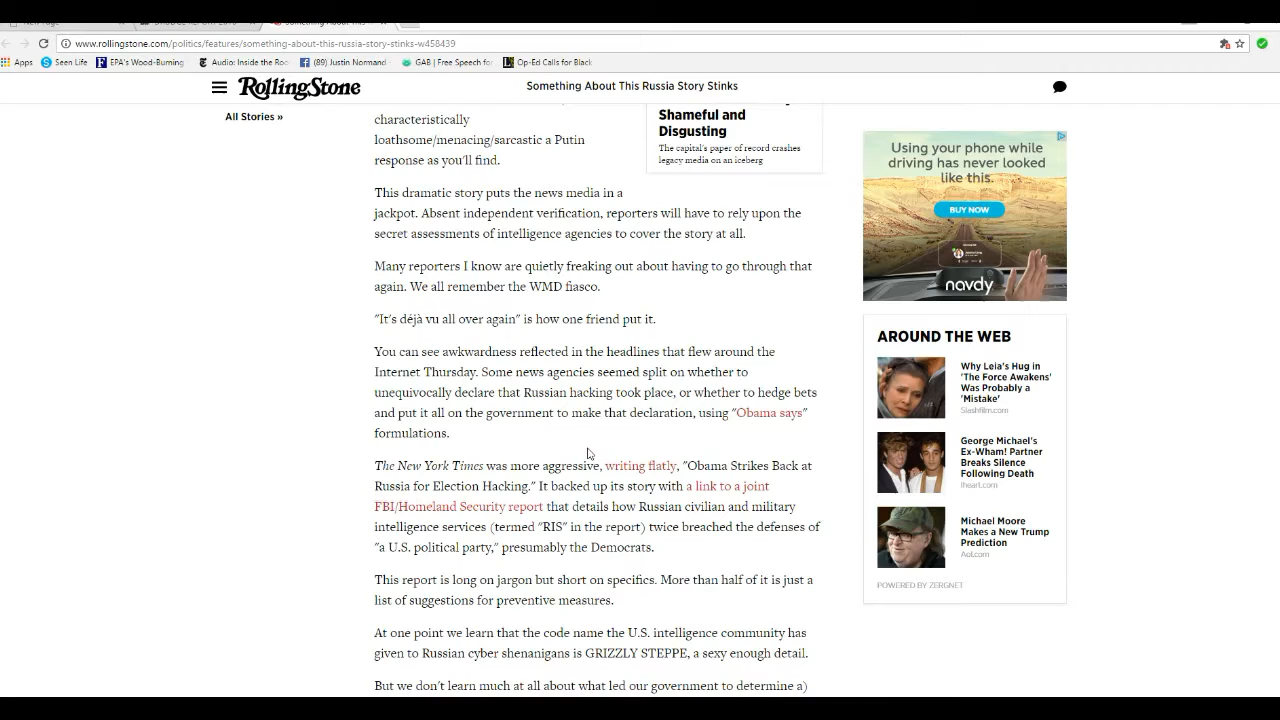 www.rollingstone.com/politics/features/something-about-this-russia-story-stinks-w458439
Apps
Seen Life
EPA's Wood-Burning
Audio: Inside the Roo
(89) Justin Normand
GAB | Free Speech fo
Op-Ed Calls for Black
RollingStone
Something About This Russia Story Stinks
All Stories »
characteristically
loathsome/menacing/sarcastic a Putin
response as you'll find.
Shameful and
Disgusting
The capital's paper of record crashes
legacy media on an iceberg
This dramatic story puts the news media in a
jackpot. Absent independent verification, reporters will have to rely upon the
secret assessments of intelligence agencies to cover the story at all.
Many reporters I know are quietly freaking out about having to go through that
again. We all remember the WMD fiasco.
"It's déjà vu all over again" is how one friend put it.
You can see awkwardness reflected in the headlines that flew around the
Internet Thursday. Some news agencies seemed split on whether to
unequivocally declare that Russian hacking took place, or whether to hedge bets
and put it all on the government to make that declaration, using "Obama says"
formulations.
The New York Times was more aggressive, writing flatly, "Obama Strikes Back at
Russia for Election Hacking." It backed up its story with a link to a joint
FBI/Homeland Security report that details how Russian civilian and military
intelligence services (termed "RIS" in the report) twice breached the defenses of
"a U.S. political party," presumably the Democrats.
This report is long on jargon but short on specifics. More than half of it is just a
list of suggestions for preventive measures.
At one point we learn that the code name the U.S. intelligence community has
given to Russian cyber shenanigans is GRIZZLY STEPPE, a sexy enough detail.
But we don't learn much at all about what led our government to determine a)
Using your phone while
driving has never looked
like this.
BUY NOW
navdy
AROUND THE WEB
Why Leia's Hug in
'The Force Awakens'
Was Probably a
'Mistake'
Slashfilm.com
George Michael's
Ex-Wham! Partner
Breaks Silence
Following Death
Iheart.com
Michael Moore
Makes a New Trump
Prediction
Aol.com
POWERED BY ZERGNET